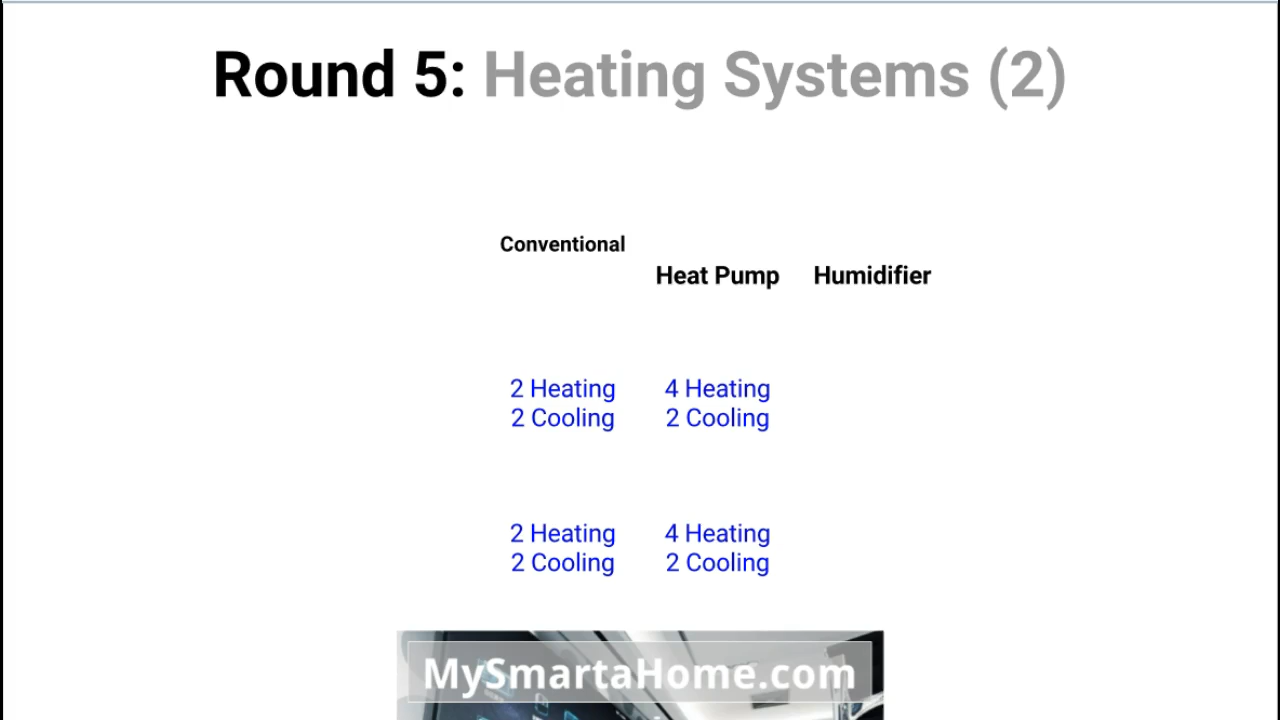 Round 5: Heating Systems (2)
Conventional
Heat Pump Humidifier
2 Heating 4 Heating
2 Cooling 2 Cooling
2 Heating 4 Heating
2 Cooling 2 Cooling
MySmartaHome.com